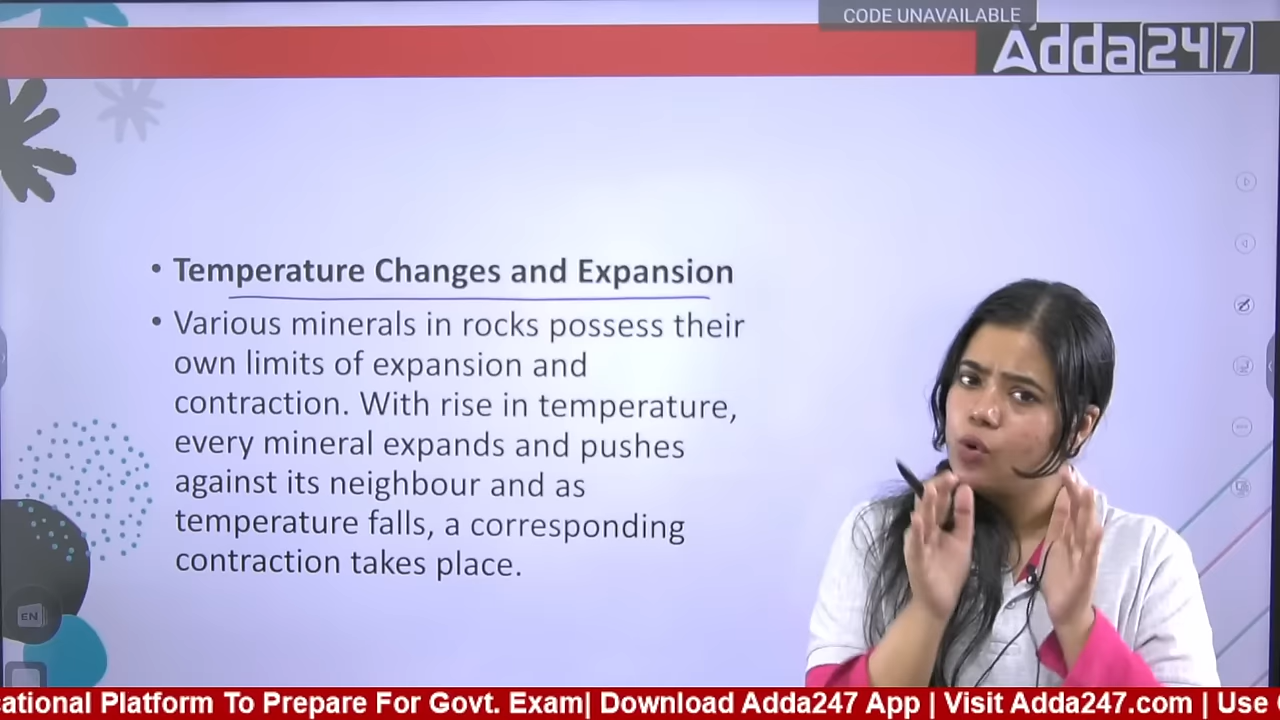 CODE UNAVAILABLE
Adda247
• Temperature Changes and Expansion
• Various minerals in rocks possess their
own limits of expansion and
contraction. With rise in temperature,
every mineral expands and pushes
against its neighbour and as
temperature falls, a corresponding
contraction takes place.
EN
cational Platform To Prepare For Govt. Exam| Download Adda247 App | Visit Adda247.com | Use